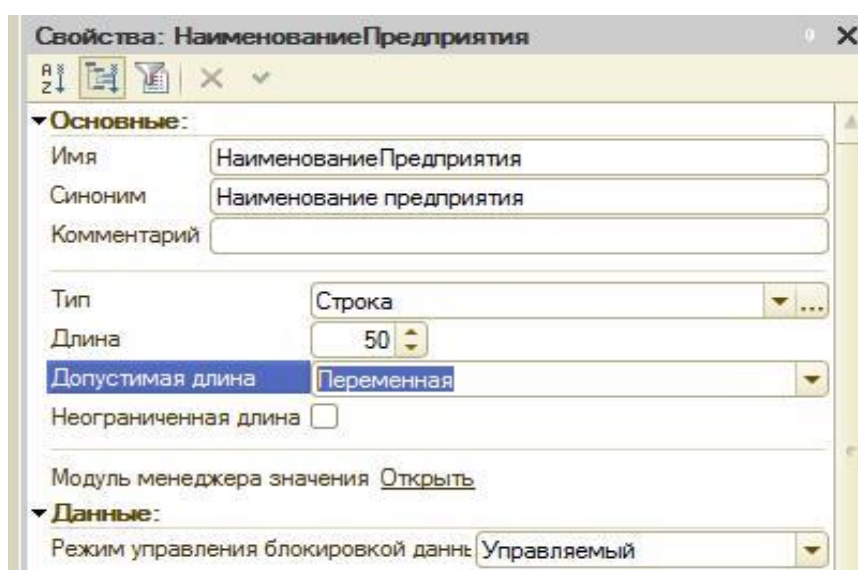 Свойства: НаименованиеПредприятия
Основные:
Имя НаименованиеПредприятия
Синоним Наименование предприятия
Комментарий
Тип Строка ...
Длина 50
Допустимая длина Переменная
Неограниченная длина
Модуль менеджера значения Открыть
Данные:
Режим управления блокировкой даннь Управляемый